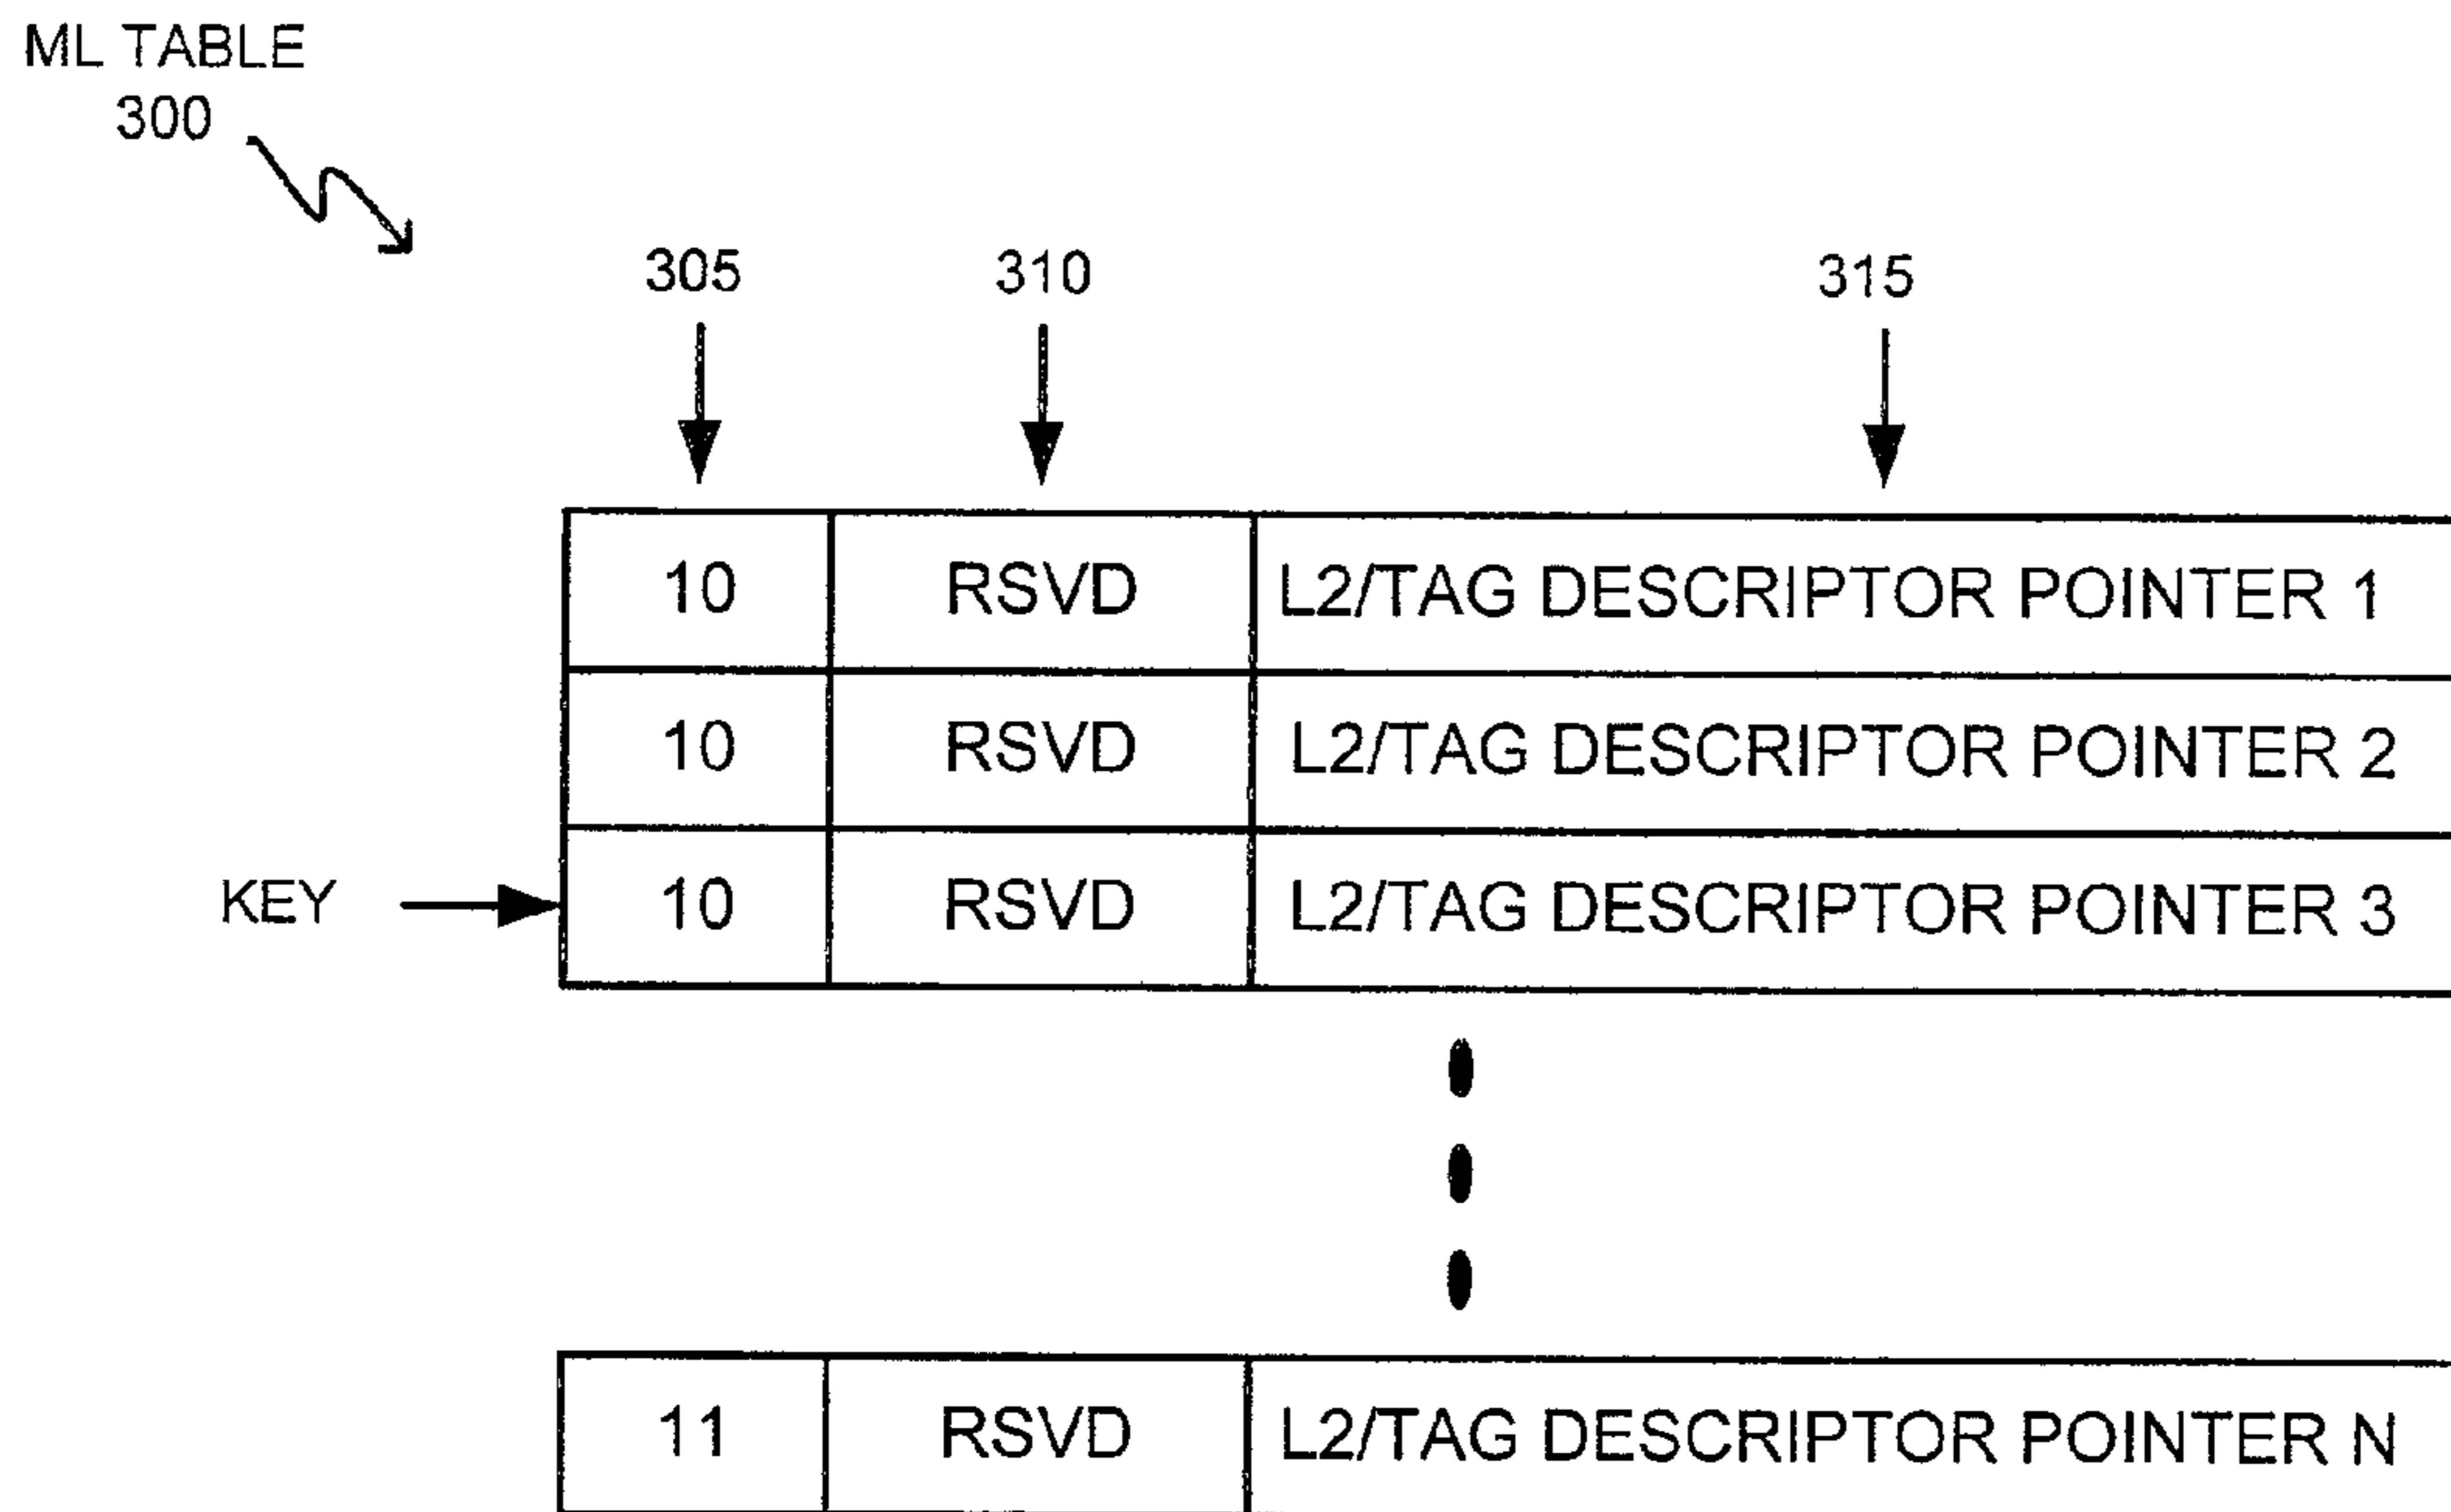 ML TABLE
300
305 310 315
10 RSVD L2/TAG DESCRIPTOR POINTER 1
10 RSVD L2/TAG DESCRIPTOR POINTER 2
KEY 10 RSVD L2/TAG DESCRIPTOR POINTER 3
11 RSVD L2/TAG DESCRIPTOR POINTER N